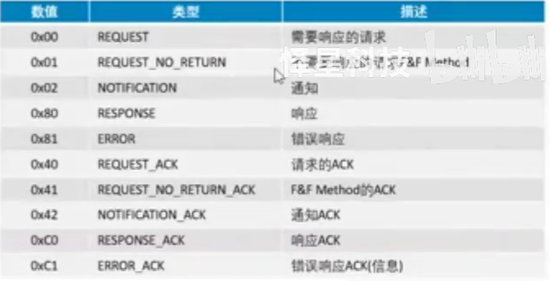 数值 类型 描述
0x00 REQUEST 需要响应的请求
0x01 REQUEST_NO_RETURN 不需要响应的请求F&F Method
0x02 NOTIFICATION 通知
0x80 RESPONSE 响应
0x81 ERROR 错误响应
0x40 REQUEST_ACK 请求的ACK
0x41 REQUEST_NO_RETURN_ACK F&F Method的ACK
0x42 NOTIFICATION_ACK 通知ACK
0xC0 RESPONSE_ACK 响应ACK
0xC1 ERROR_ACK 错误响应ACK(信息)
怿星科技 bilibili